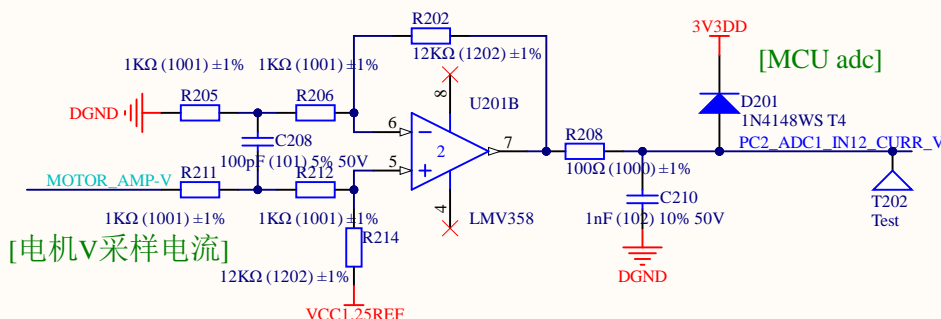 R202
3V3DD
12KΩ (1202) ±1%
[MCU adc]
1KΩ (1001) ±1%
1KΩ (1001) ±1%
R205
R206
DGND
8
U201B
D201
1N4148WS T4
6
7
2
5
R208
PC2_ADC1_IN12_CURR_V
C208
100pF (101) 5% 50V
100Ω (1000) ±1%
MOTOR_AMP-V
R211
R212
4
LMV358
C210
1nF (102) 10% 50V
T202
Test
1KΩ (1001) ±1%
1KΩ (1001) ±1%
R214
[电机V采样电流]
12KΩ (1202) ±1%
DGND
VCC1.25REF